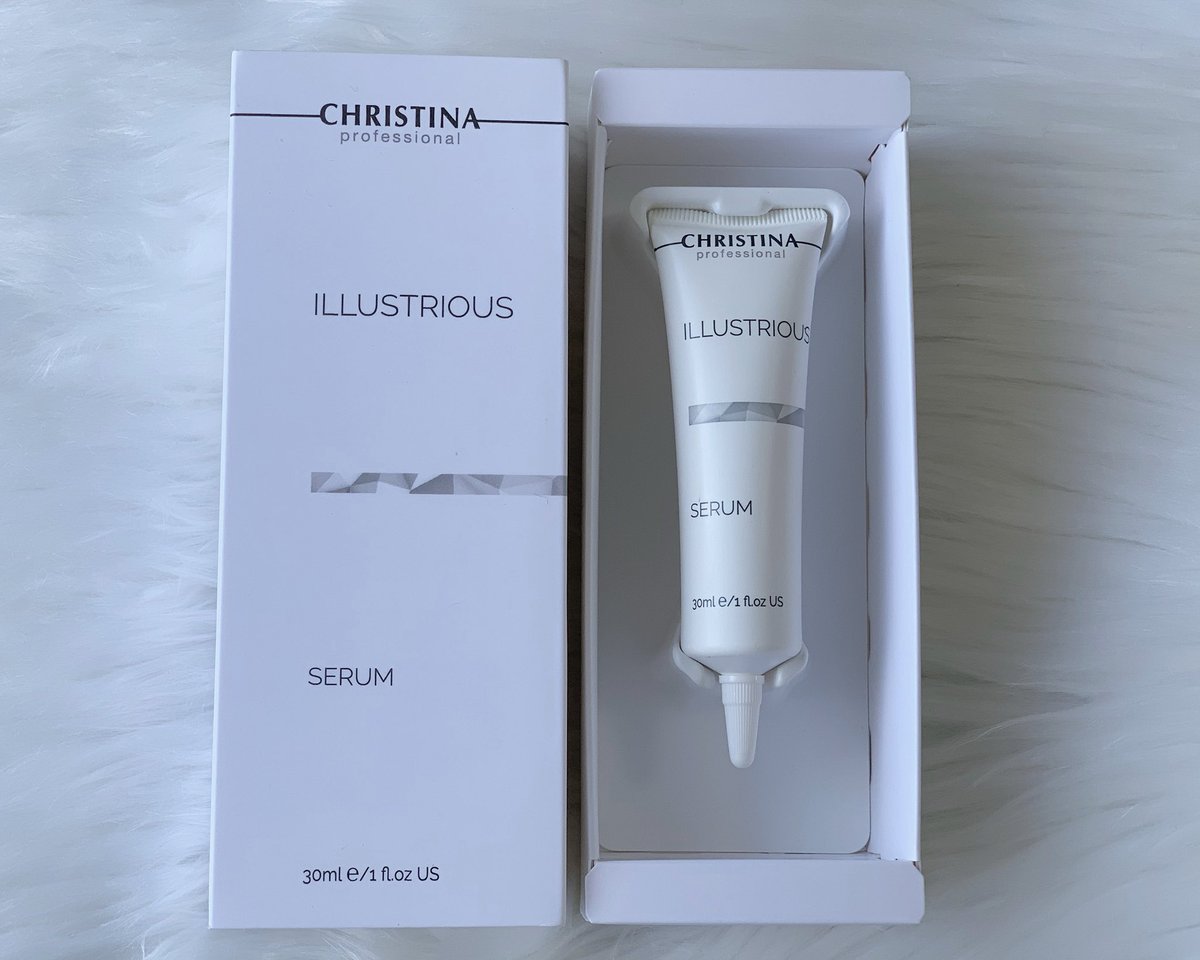 CHRISTINA
professional
ILLUSTRIOUS
SERUM
30ml e/1 fl.oz US
CHRISTINA
professional
ILLUSTRIOUS
SERUM
30ml e/1 fl.oz US